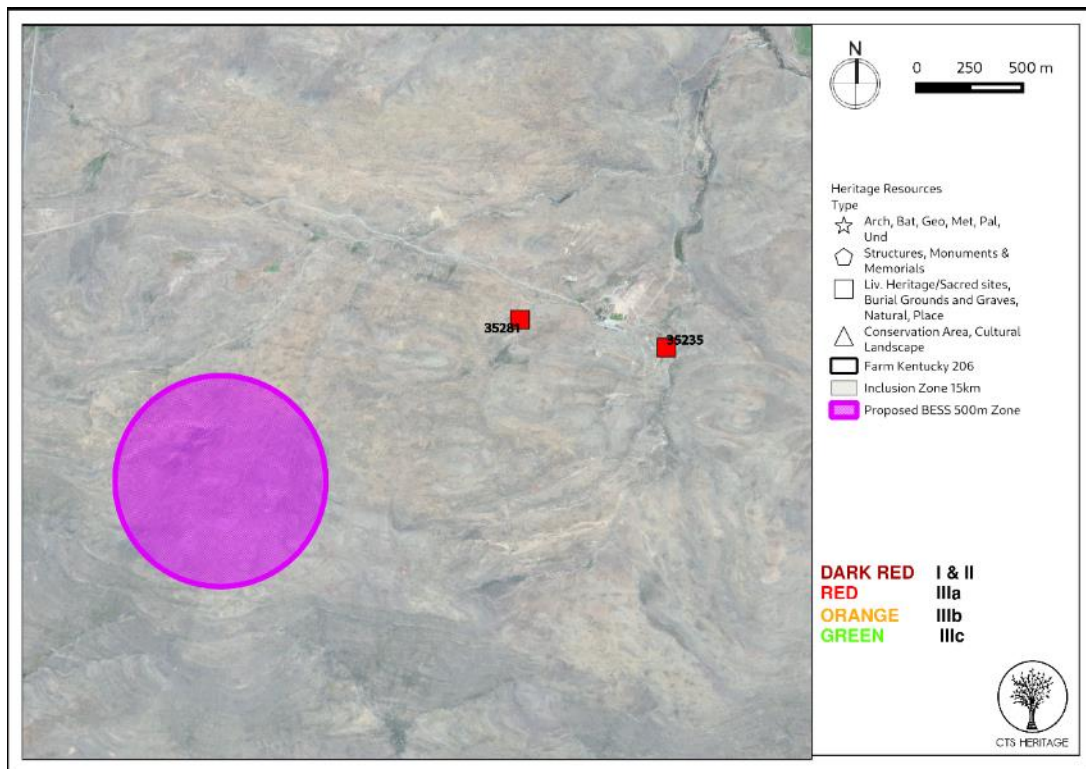 N
0 250 500 m
Heritage Resources
Type
Arch, Bat, Geo, Met, Pal,
Und
Structures, Monuments &
Memorials
Liv. Heritage/Sacred sites,
Burial Grounds and Graves,
Natural, Place
Conservation Area, Cultural
Landscape
Farm Kentucky 206
Inclusion Zone 15km
Proposed BESS 500m Zone
35281
35235
DARK RED I & II
RED IIIa
ORANGE IIIb
GREEN IIIc
CTS HERITAGE